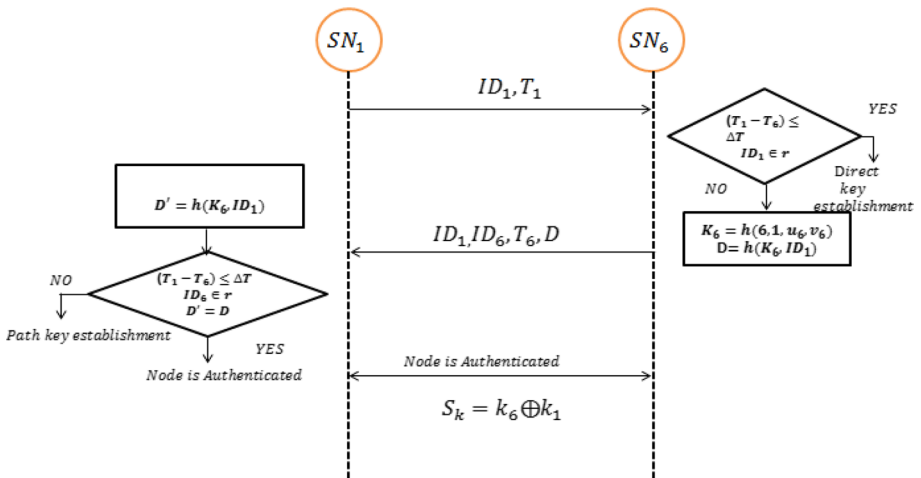 SN₁
SN₆
ID₁, T₁
(T₁ − T₆) ≤
ΔT
ID₁ ∈ r
YES
Direct
key
establishment
NO
K₆ = h(6,1, u₆, v₆)
D= h(K₆, ID₁)
D′ = h(K₆, ID₁)
ID₁, ID₆, T₆, D
(T₁ − T₆) ≤ ΔT
ID₆ ∈ r
D′ = D
NO
Path key establishment
YES
Node is Authenticated
Node is Authenticated
Sₖ = k₆⊕k₁